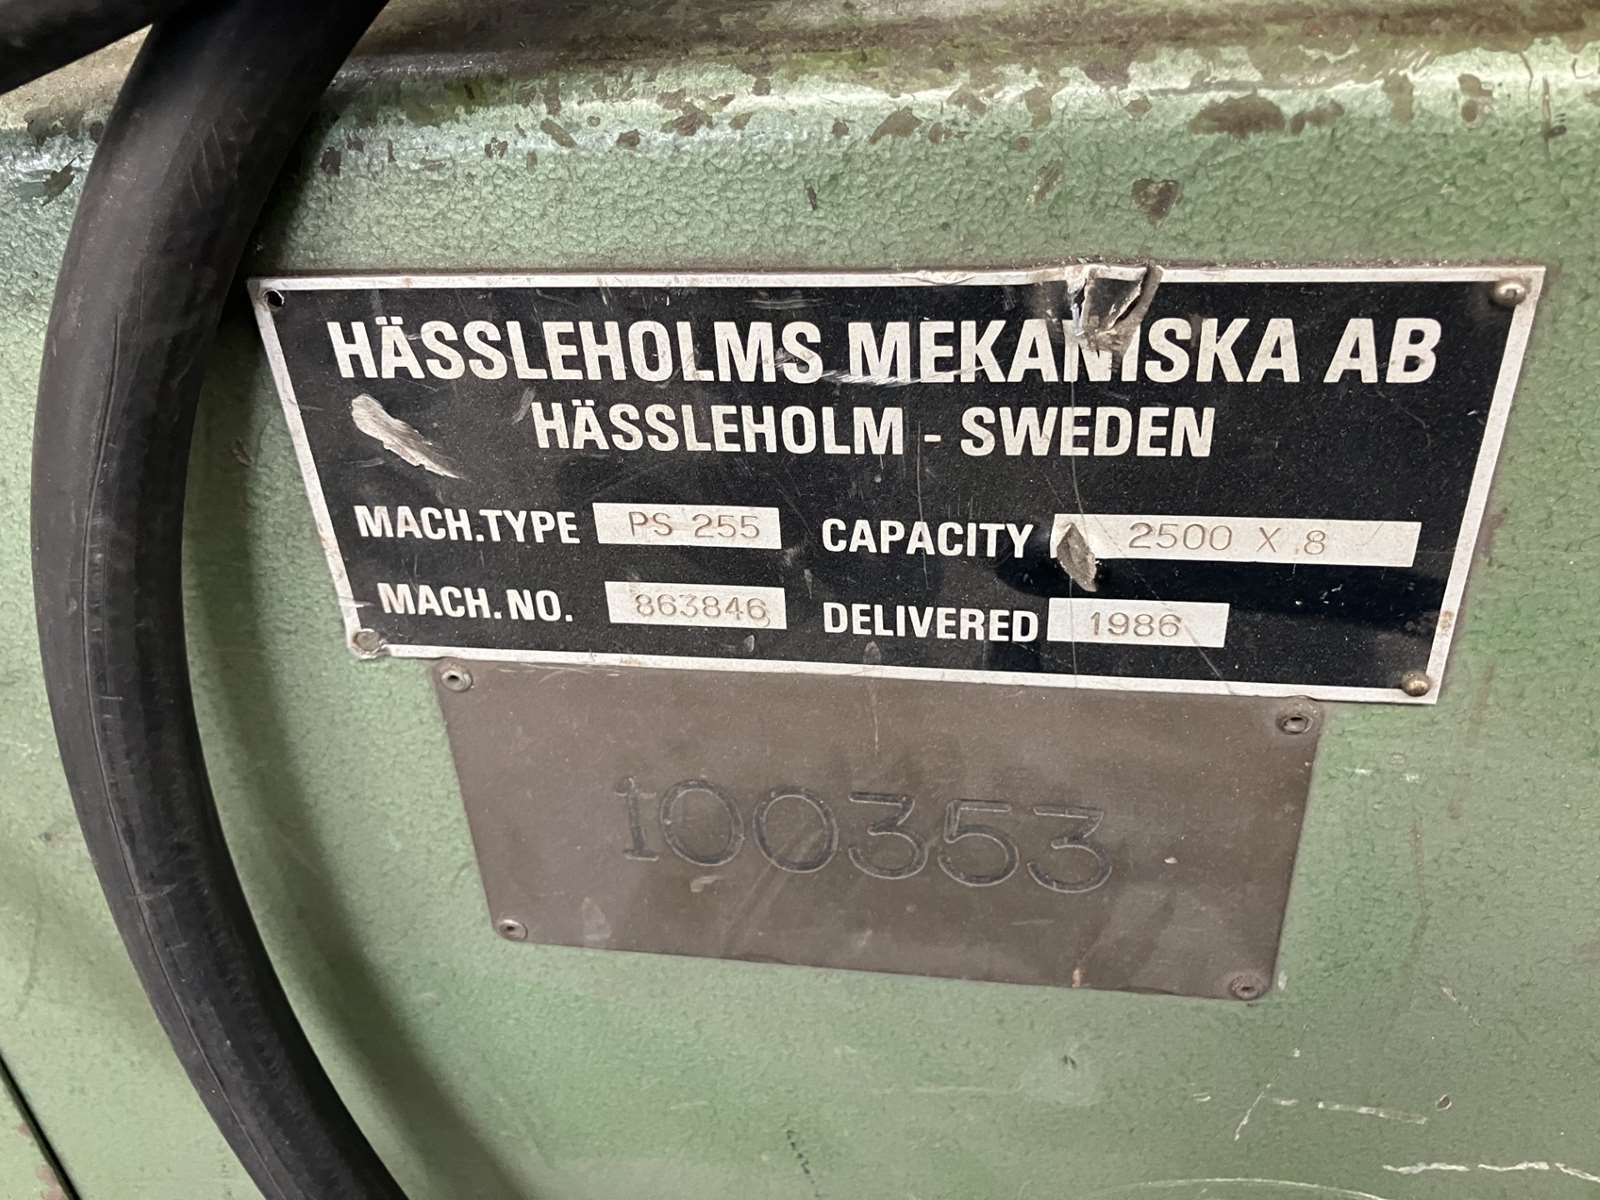 HÄSSLEHOLMS MEKANISKA AB
HÄSSLEHOLM - SWEDEN
MACH.TYPE PS 255 CAPACITY 2500 X 8
MACH.NO. 863846 DELIVERED 1986
100353